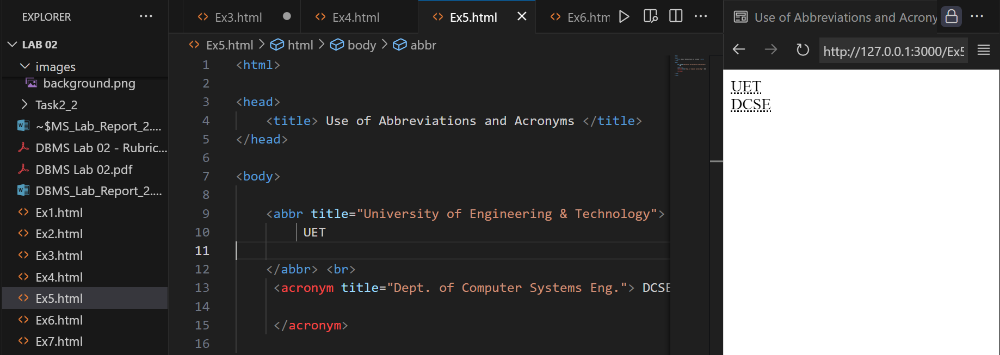 EXPLORER ...
LAB 02
images
background.png
Task2_2
~$MS_Lab_Report_2....
DBMS Lab 02 - Rubric...
DBMS Lab 02.pdf
DBMS_Lab_Report_2....
Ex1.html
Ex2.html
Ex3.html
Ex4.html
Ex5.html
Ex6.html
Ex7.html
Ex3.html
Ex4.html
Ex5.html
Ex6.htm
Ex5.html > html > body > abbr
1 <html>
2
3 <head>
4 <title> Use of Abbreviations and Acronyms </title>
5 </head>
6
7 <body>
8
9 <abbr title="University of Engineering & Technology">
10 UET
11
12 </abbr> <br>
13 <acronym title="Dept. of Computer Systems Eng."> DCSE
14
15 </acronym>
16
Use of Abbreviations and Acrony
http://127.0.0.1:3000/Ex5
UET
DCSE